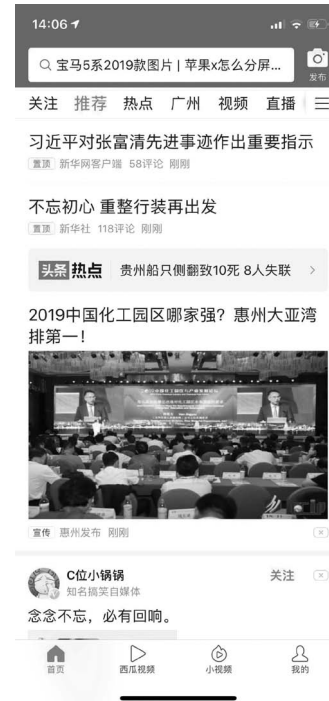 14:06
宝马5系2019款图片 | 苹果x怎么分屏...
发布
关注 推荐 热点 广州 视频 直播
习近平对张富清先进事迹作出重要指示
置顶 新华网客户端 58评论 刚刚
不忘初心 重整行装再出发
置顶 新华社 118评论 刚刚
头条 热点 贵州船只侧翻致10死 8人失联
2019中国化工园区哪家强？惠州大亚湾
排第一！
宣传 惠州发布 刚刚
C位小锅锅
关注
知名搞笑自媒体
念念不忘，必有回响。
首页 西瓜视频 小视频 我的